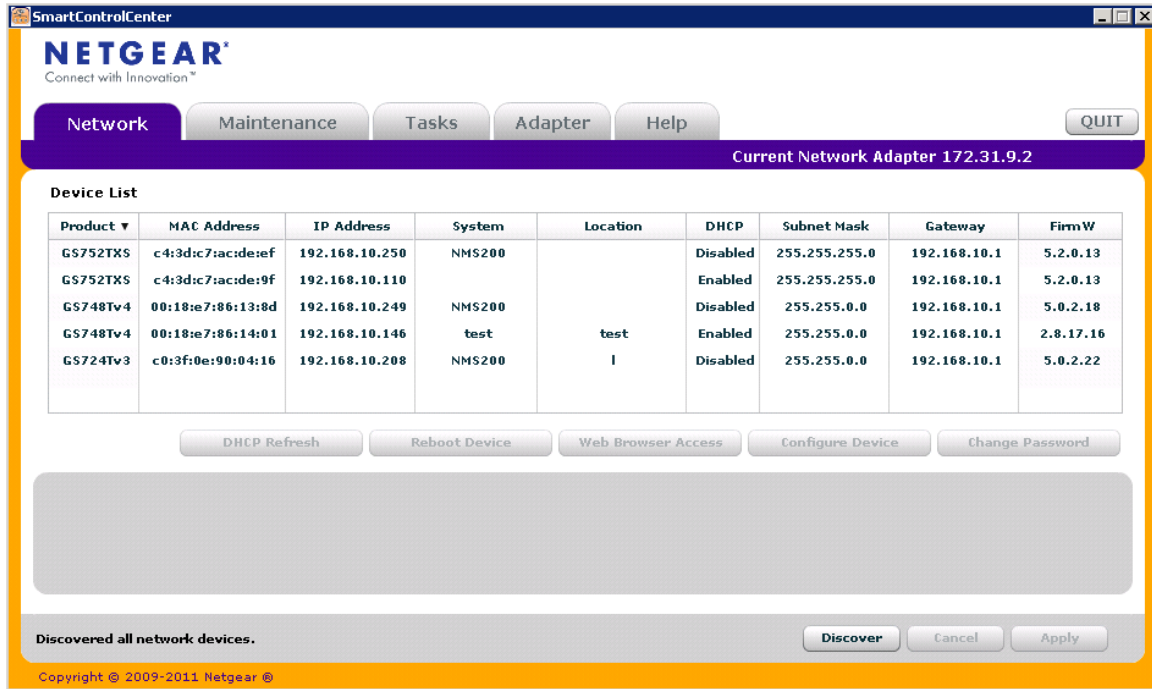 SmartControlCenter
NETGEAR®
Connect with Innovation™
Network Maintenance Tasks Adapter Help QUIT
Current Network Adapter 172.31.9.2
Device List
Product ▼ MAC Address IP Address System Location DHCP Subnet Mask Gateway FirmW
GS752TXS c4:3d:c7:ac:de:ef 192.168.10.250 NMS200 Disabled 255.255.255.0 192.168.10.1 5.2.0.13
GS752TXS c4:3d:c7:ac:de:9f 192.168.10.110 Enabled 255.255.255.0 192.168.10.1 5.2.0.13
GS748Tv4 00:18:e7:86:13:8d 192.168.10.249 NMS200 Disabled 255.255.0.0 192.168.10.1 5.0.2.18
GS748Tv4 00:18:e7:86:14:01 192.168.10.146 test test Enabled 255.255.0.0 192.168.10.1 2.8.17.16
GS724Tv3 c0:3f:0e:90:04:16 192.168.10.208 NMS200 l Disabled 255.255.0.0 192.168.10.1 5.0.2.22
DHCP Refresh Reboot Device Web Browser Access Configure Device Change Password
Discovered all network devices. Discover Cancel Apply
Copyright © 2009-2011 Netgear ®